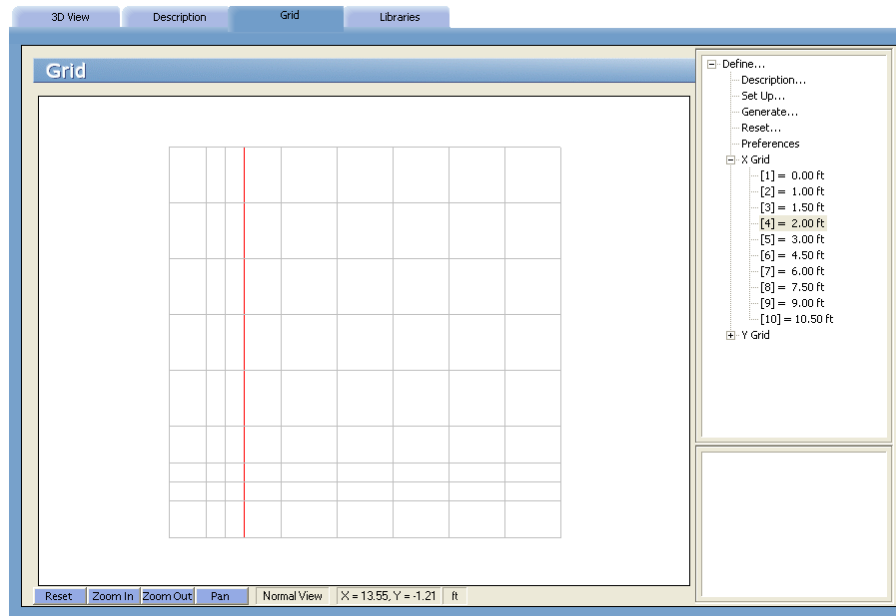 3D View Description Grid Libraries
Grid
Define...
Description...
Set Up...
Generate...
Reset...
Preferences
X Grid
[1] = 0.00 ft
[2] = 1.00 ft
[3] = 1.50 ft
[4] = 2.00 ft
[5] = 3.00 ft
[6] = 4.50 ft
[7] = 6.00 ft
[8] = 7.50 ft
[9] = 9.00 ft
[10] = 10.50 ft
Y Grid
Reset Zoom In Zoom Out Pan Normal View X = 13.55, Y = -1.21 ft